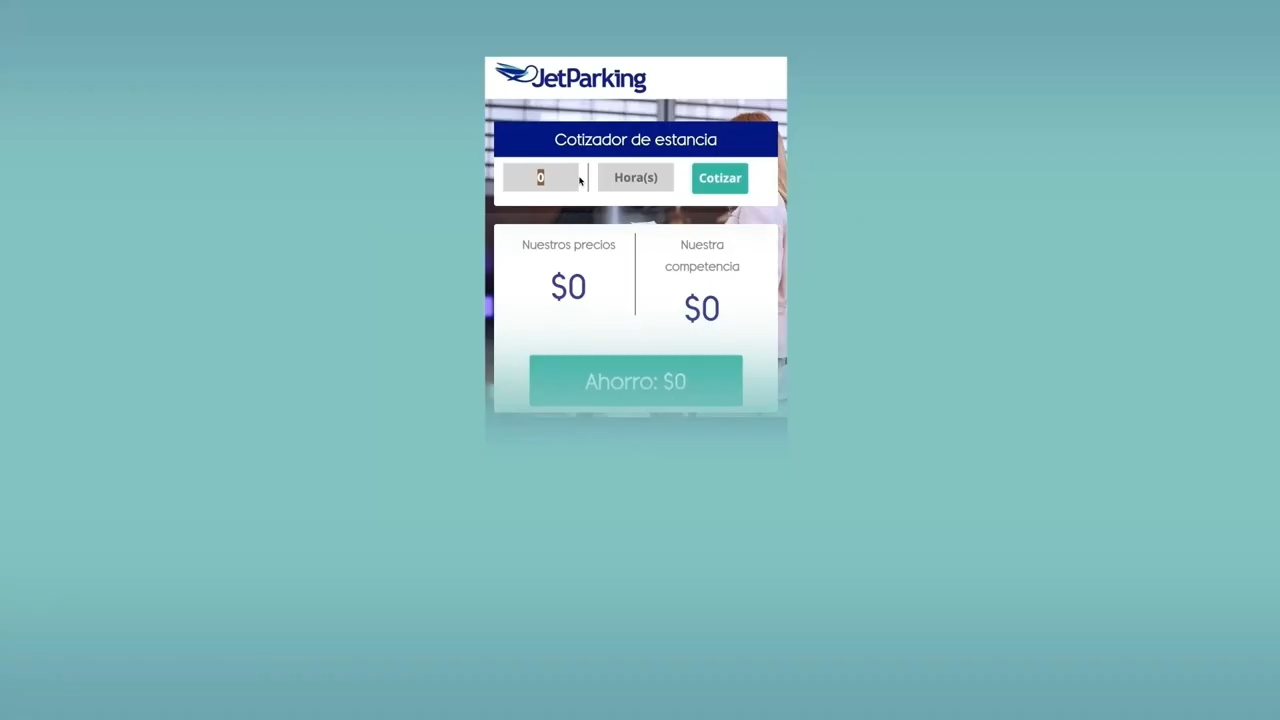 JetParking
Cotizador de estancia
0
Hora(s)
Cotizar
Nuestros precios
$0
Nuestra
competencia
$0
Ahorro: $0